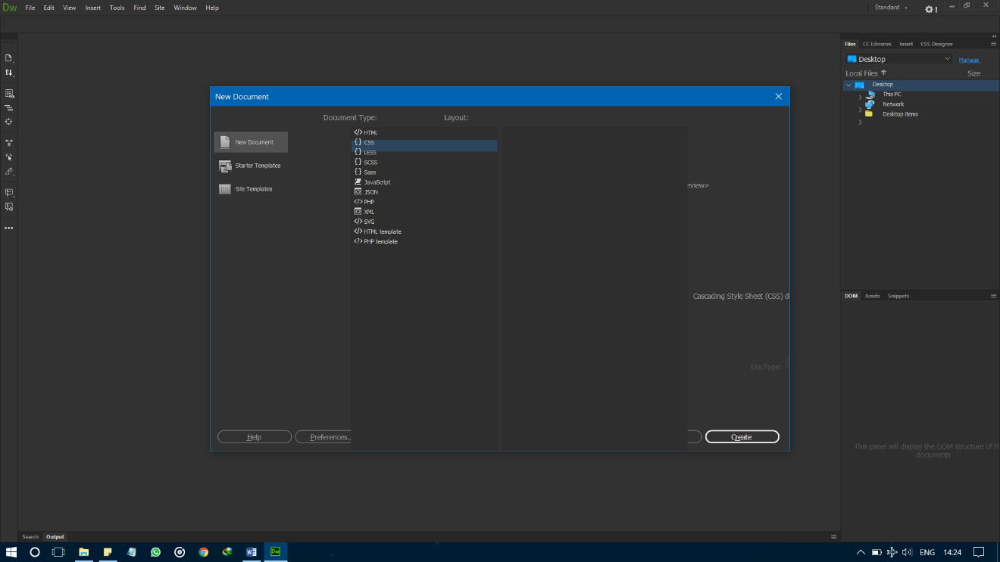 Dw File Edit View Insert Tools Find Site Window Help Standard !
Files CC Libraries Insert CSS Designer
Desktop Manage
Local Files Size
Desktop
This PC
Network
Desktop items
New Document
Document Type: Layout:
New Document
Starter Templates
Site Templates
</> HTML
{} CSS
{} LESS
{} SCSS
{} Sass
JavaScript
JSON
<?> PHP
XML
</> SVG
</> HTML template
<?> PHP template
eview>
Cascading Style Sheet (CSS) d
DocType:
Help Preferences.. Create
DOM Assets Snippets
This panel will display the DOM structure of H
documents
Search Output
W Dw ENG 14:24